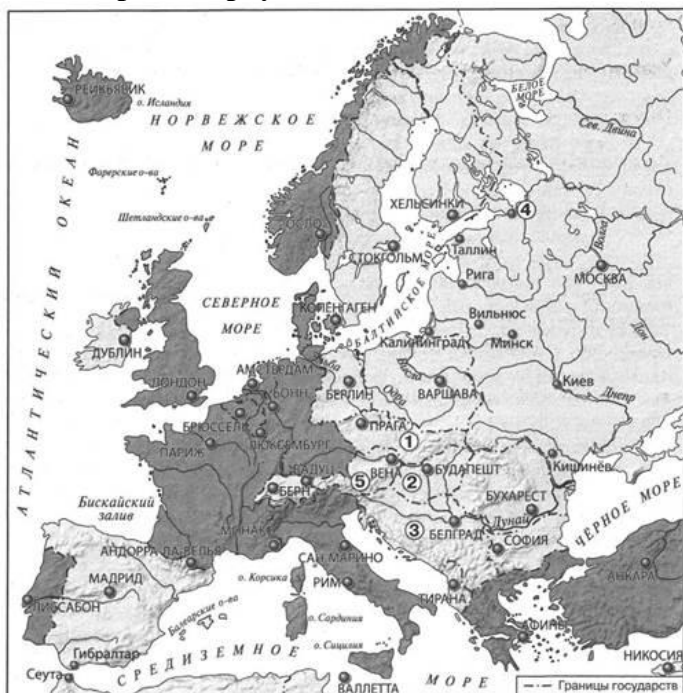 РЕЙКЬЯВИК
о. Исландия
НОРВЕЖСКОЕ
МОРЕ
БЕЛОЕ
МОРЕ
Сев. Двина
Фарерские о-ва
Шетландские о-ва
АТЛАНТИЧЕСКИЙ ОКЕАН
ОСЛО
ХЕЛЬСИНКИ
4
СТОКГОЛЬМ
Таллин
Волга
МОСКВА
Рига
БАЛТИЙСКОЕ МОРЕ
СЕВЕРНОЕ
МОРЕ
КОПЕНГАГЕН
Вильнюс
Калининград
Минск
Дон
ДУБЛИН
ЛОНДОН
АМСТЕРДАМ
Эльба
БЕРЛИН
Одра
Висла
ВАРШАВА
Киев
Днепр
БОНН
БРЮССЕЛЬ
ЛЮКСЕМБУРГ
ПРАГА
ПАРИЖ
1
ВАДУЦ
5
ВЕНА
2
БУДАПЕШТ
Кишинёв
БЕРН
Бискайский
залив
БУХАРЕСТ
3
БЕЛГРАД
Дунай
СОФИЯ
ЧЁРНОЕ МОРЕ
МОНАКО
САН-МАРИНО
АНДОРРА-ЛА-ВЕЛЬЯ
о. Корсика
РИМ
ТИРАНА
АНКАРА
МАДРИД
ЛИССАБОН
Балеарские о-ва
о. Сардиния
АФИНЫ
о. Сицилия
Гибралтар
Сеута
СРЕДИЗЕМНОЕ
МОРЕ
ВАЛЛЕТТА
НИКОСИЯ
Границы государств